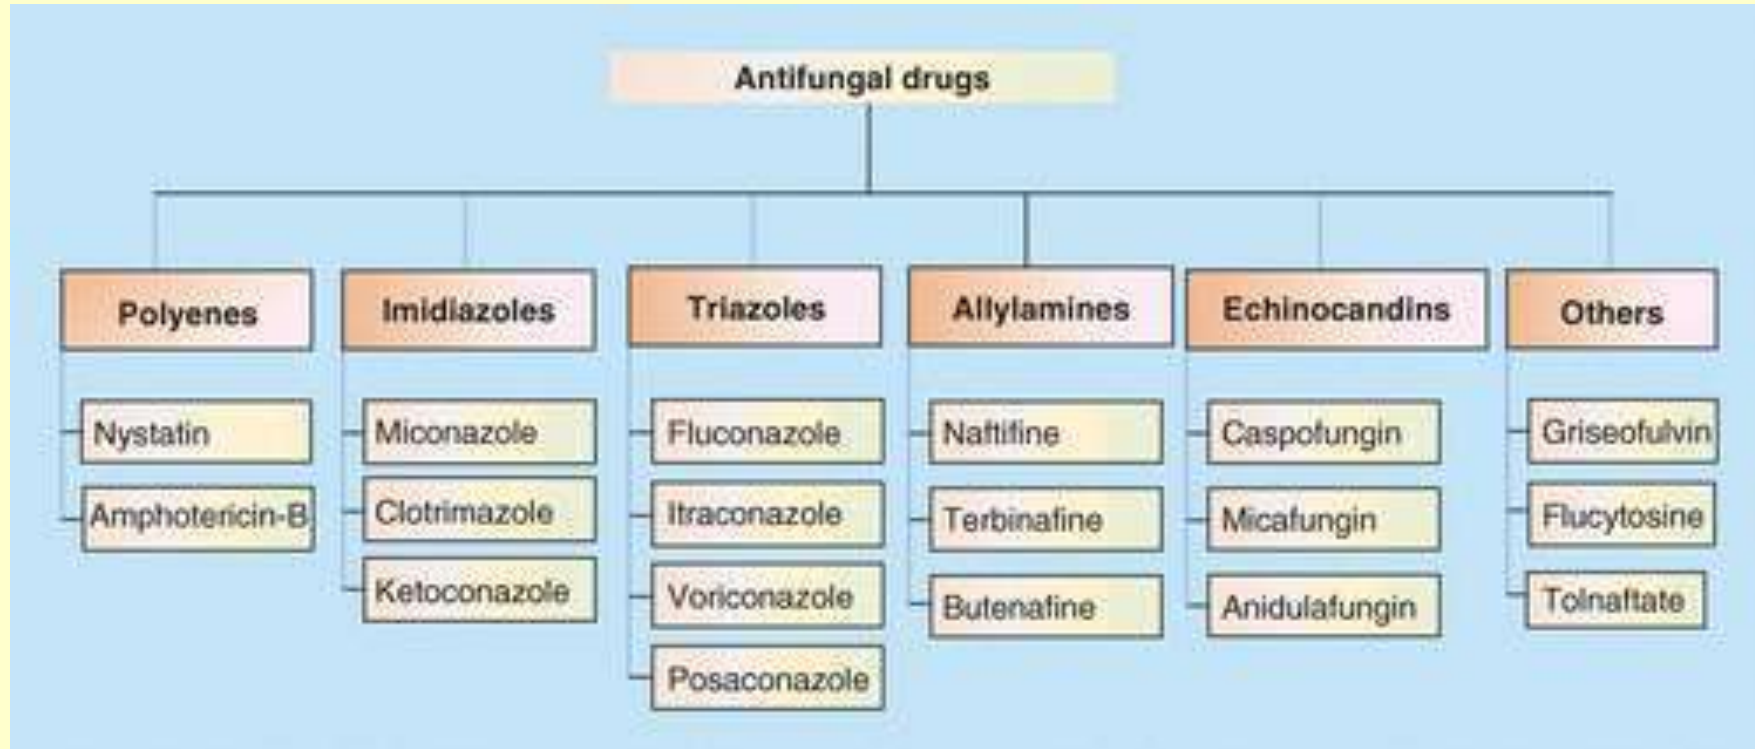 Antifungal drugs
Polyenes
Imidiazoles
Triazoles
Allylamines
Echinocandins
Others
Nystatin
Amphotericin-B
Miconazole
Clotrimazole
Ketoconazole
Fluconazole
Itraconazole
Voriconazole
Posaconazole
Naftifine
Terbinafine
Butenafine
Caspofungin
Micafungin
Anidulafungin
Griseofulvin
Flucytosine
Tolnaftate